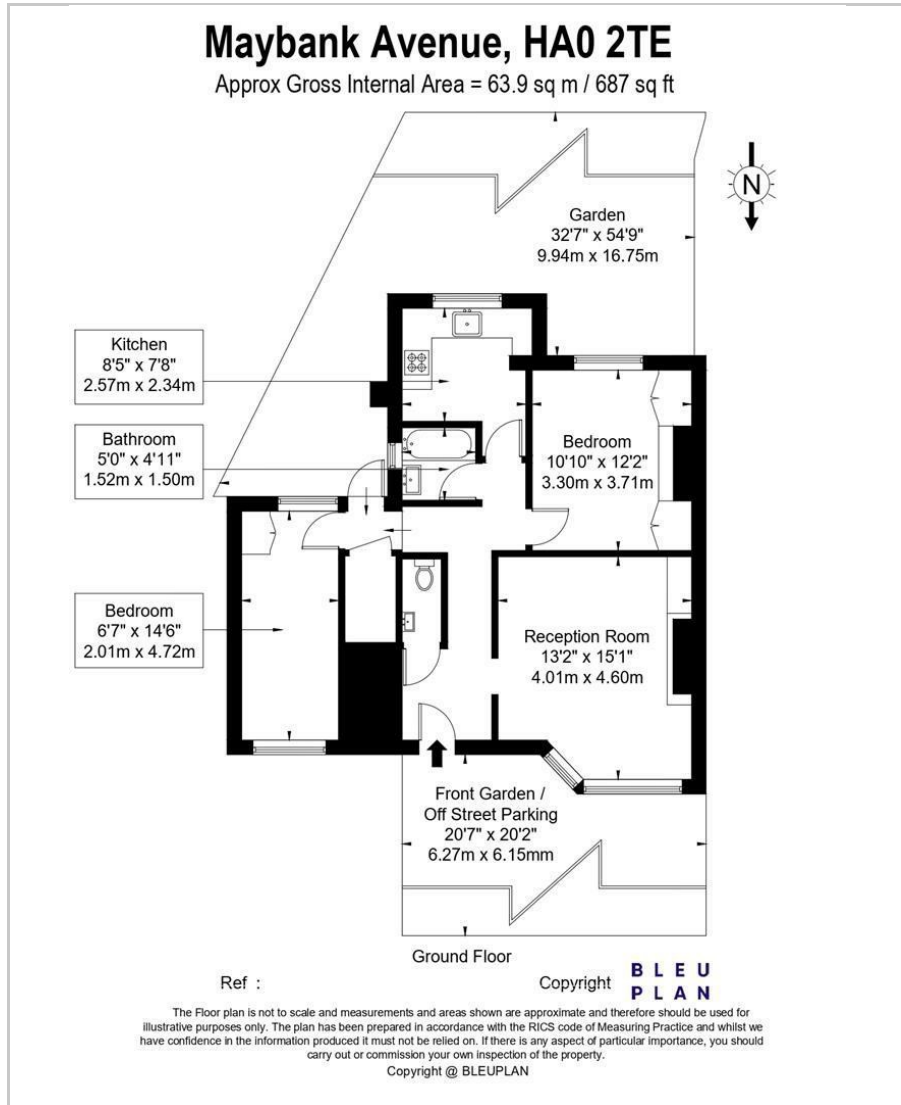 Maybank Avenue, HA0 2TE
Approx Gross Internal Area = 63.9 sq m / 687 sq ft
N
Garden
32'7" x 54'9"
9.94m x 16.75m
Kitchen
8'5" x 7'8"
2.57m x 2.34m
Bathroom
5'0" x 4'11"
1.52m x 1.50m
Bedroom
10'10" x 12'2"
3.30m x 3.71m
Bedroom
6'7" x 14'6"
2.01m x 4.72m
Reception Room
13'2" x 15'1"
4.01m x 4.60m
Front Garden /
Off Street Parking
20'7" x 20'2"
6.27m x 6.15mm
Ground Floor
Ref :
Copyright
BLEU
PLAN
The Floor plan is not to scale and measurements and areas shown are approximate and therefore should be used for
illustrative purposes only. The plan has been prepared in accordance with the RICS code of Measuring Practice and whilst we
have confidence in the information produced it must not be relied on. If there is any aspect of particular importance, you should
carry out or commission your own inspection of the property.
Copyright @ BLEUPLAN